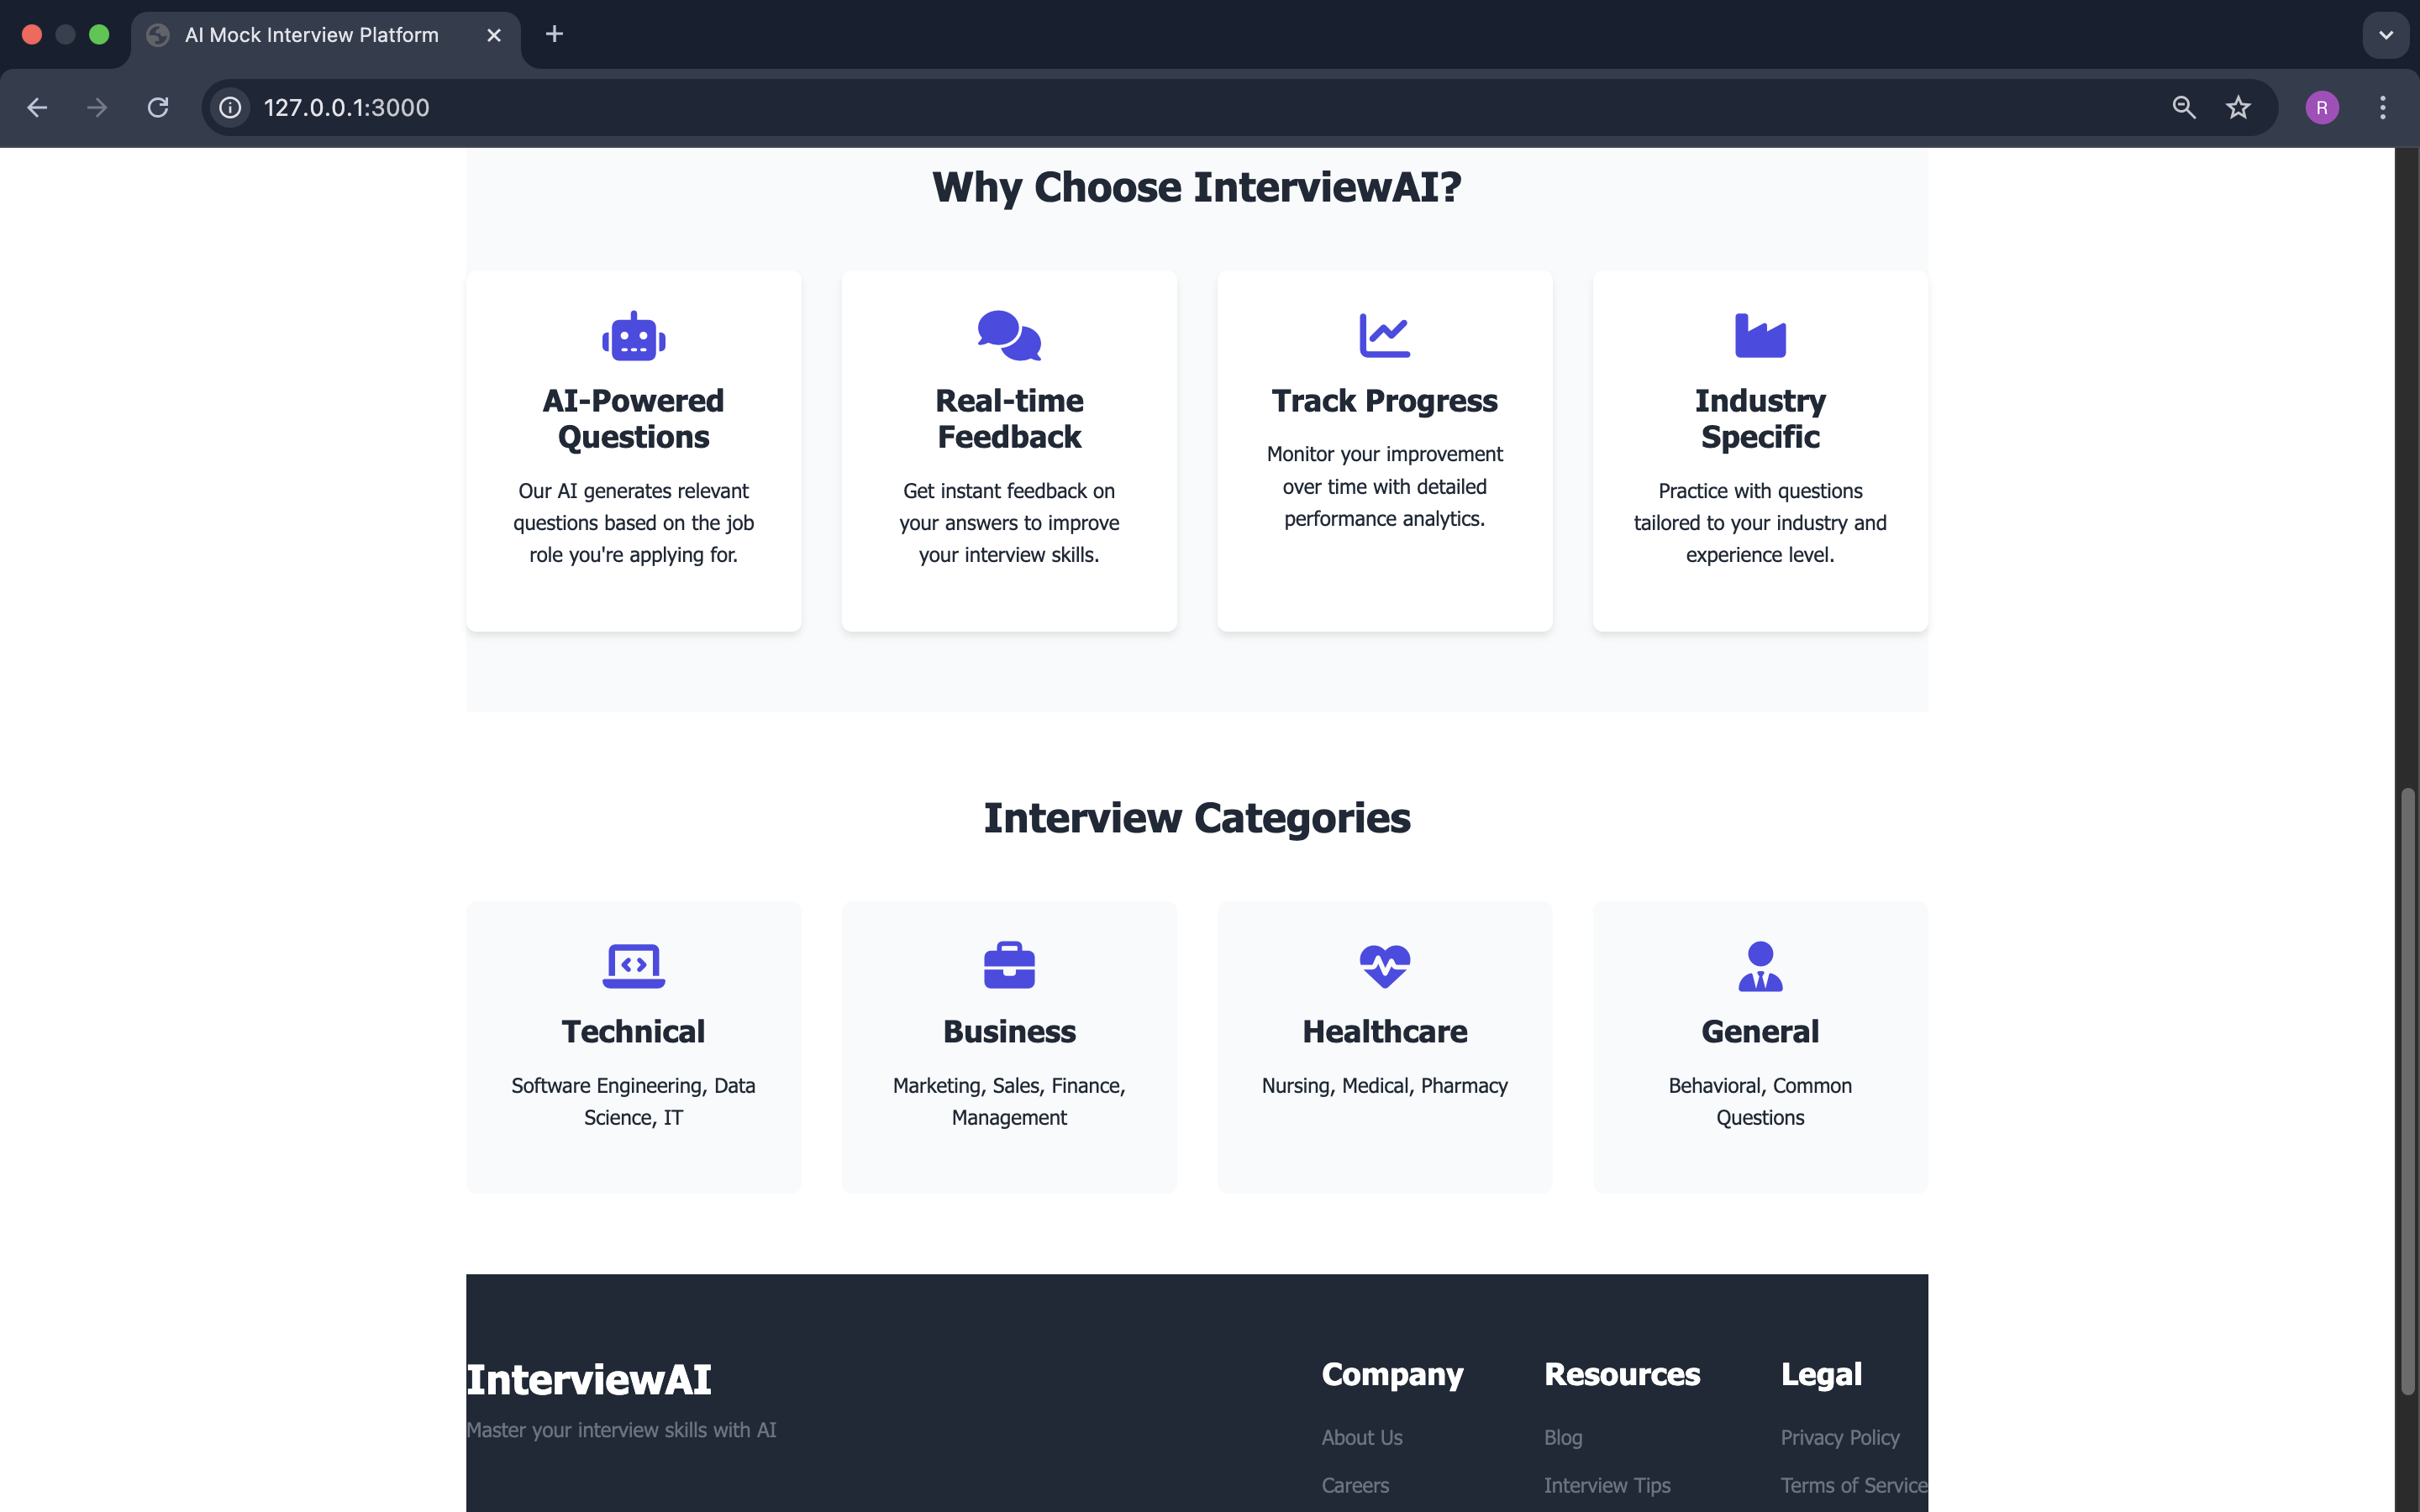 AI Mock Interview Platform
127.0.0.1:3000
R
Why Choose InterviewAI?
AI-Powered
Questions
Our AI generates relevant
questions based on the job
role you're applying for.
Real-time
Feedback
Get instant feedback on
your answers to improve
your interview skills.
Track Progress
Monitor your improvement
over time with detailed
performance analytics.
Industry
Specific
Practice with questions
tailored to your industry and
experience level.
Interview Categories
Technical
Software Engineering, Data
Science, IT
Business
Marketing, Sales, Finance,
Management
Healthcare
Nursing, Medical, Pharmacy
General
Behavioral, Common
Questions
InterviewAI
Master your interview skills with AI
Company
About Us
Careers
Resources
Blog
Interview Tips
Legal
Privacy Policy
Terms of Service